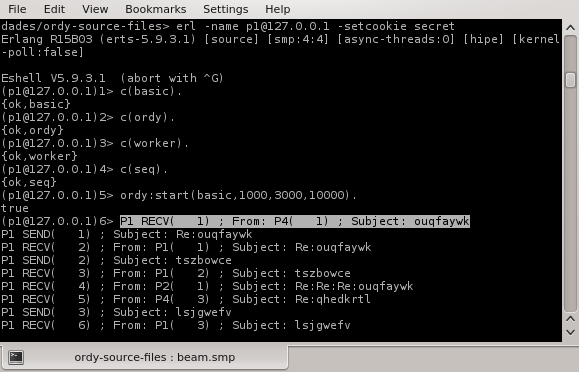 File Edit View Bookmarks Settings Help
dades/ordy-source-files> erl -name p1@127.0.0.1 -setcookie secret
Erlang R15B03 (erts-5.9.3.1) [source] [smp:4:4] [async-threads:0] [hipe] [kernel
-poll:false]
Eshell V5.9.3.1  (abort with ^G)
(p1@127.0.0.1)1> c(basic).
{ok,basic}
(p1@127.0.0.1)2> c(ordy).
{ok,ordy}
(p1@127.0.0.1)3> c(worker).
{ok,worker}
(p1@127.0.0.1)4> c(seq).
{ok,seq}
(p1@127.0.0.1)5> ordy:start(basic,1000,3000,10000).
true
(p1@127.0.0.1)6> P1 RECV(   1) ; From: P4(   1) ; Subject: ouqfaywk
P1 SEND(   1) ; Subject: Re:ouqfaywk
P1 RECV(   2) ; From: P1(   1) ; Subject: Re:ouqfaywk
P1 SEND(   2) ; Subject: tszbowce
P1 RECV(   3) ; From: P1(   2) ; Subject: tszbowce
P1 RECV(   4) ; From: P2(   1) ; Subject: Re:Re:Re:ouqfaywk
P1 RECV(   5) ; From: P4(   3) ; Subject: Re:qhedkrtl
P1 SEND(   3) ; Subject: lsjgwefv
P1 RECV(   6) ; From: P1(   3) ; Subject: lsjgwefv
ordy-source-files : beam.smp